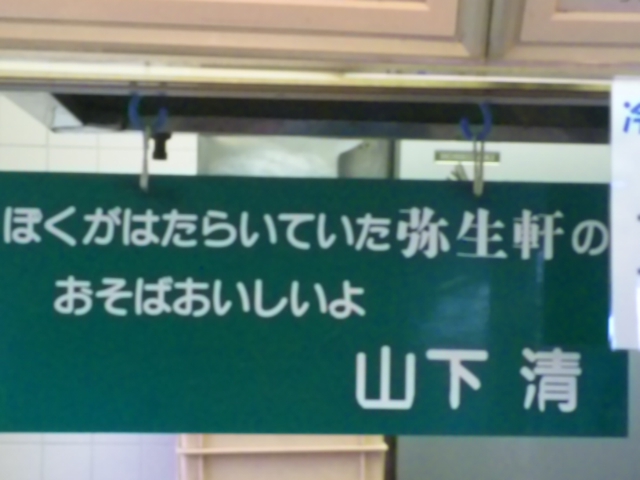 ぼくがはたらいていた弥生軒の
おそばおいしいよ
山下 清
冷